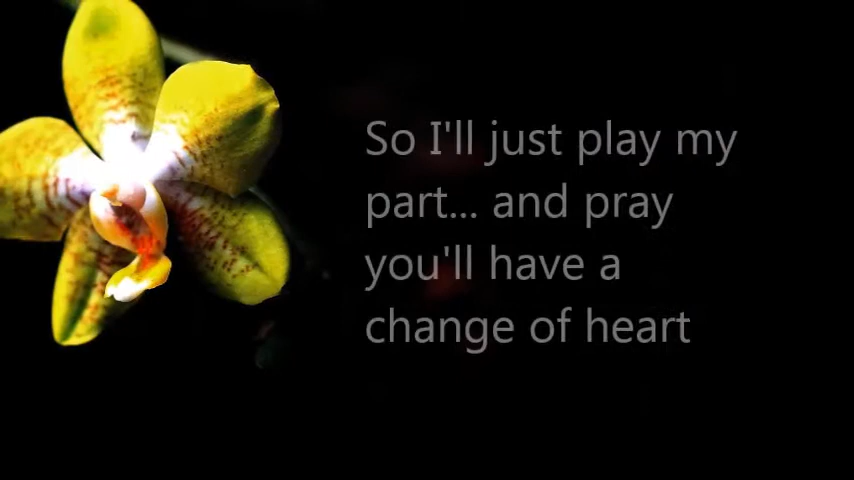 So I'll just play my
part... and pray
you'll have a
change of heart